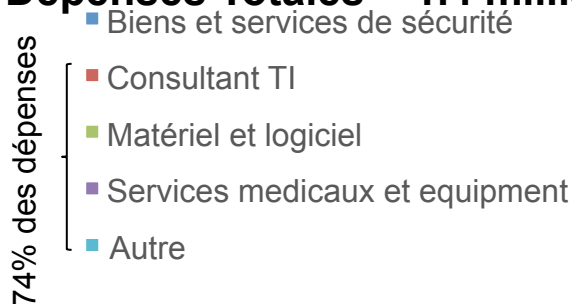 Dépenses Totales
Biens et services de sécurité
Consultant TI
Matériel et logiciel
Services medicaux et equipment
Autre
74% des dépenses